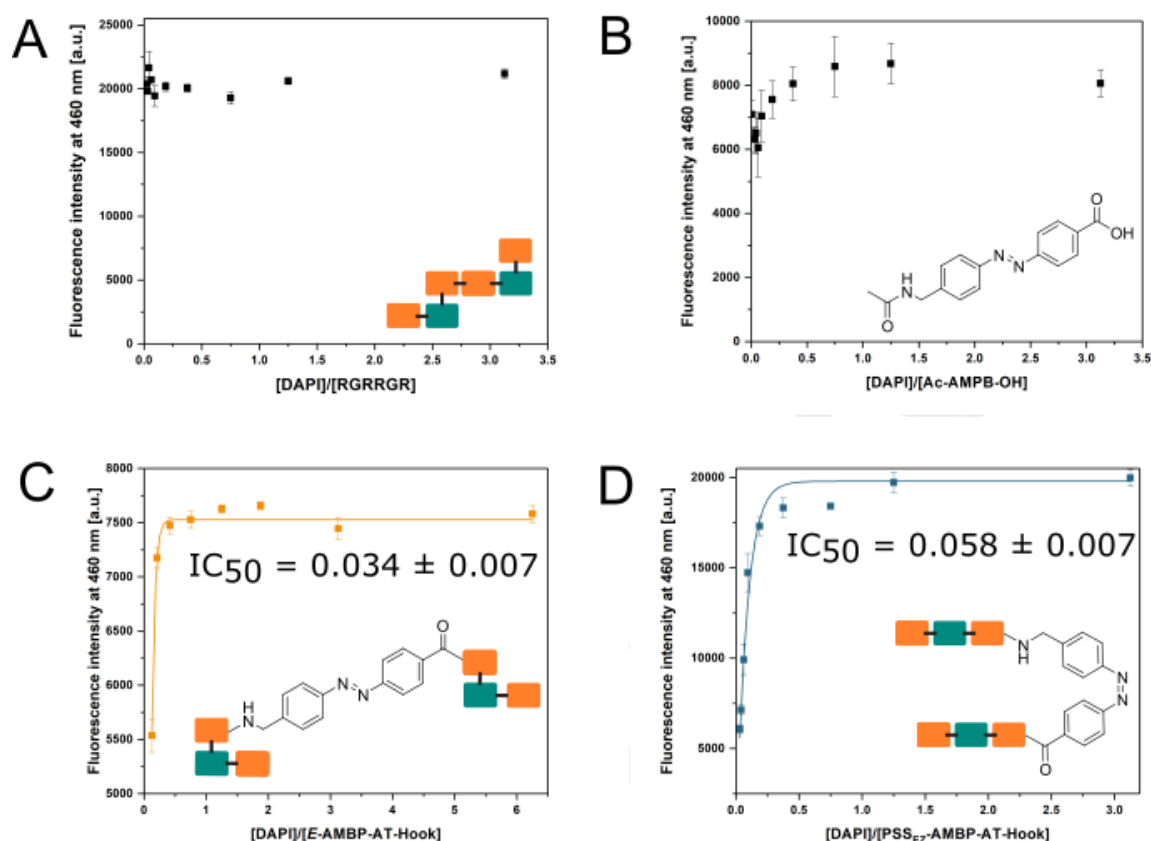 A
Fluorescence intensity at 460 nm [a.u.]
25000
20000
15000
10000
5000
0
0.0 0.5 1.0 1.5 2.0 2.5 3.0 3.5
[DAPI]/[RGRRGR]
B
Fluorescence intensity at 460 nm [a.u.]
10000
8000
6000
4000
2000
0
0.0 0.5 1.0 1.5 2.0 2.5 3.0 3.5
[DAPI]/[Ac-AMPB-OH]
O
OH
N
N
H
N
O
C
Fluorescence intensity at 460 nm [a.u.]
8000
7500
7000
6500
6000
5500
5000
0 1 2 3 4 5 6
[DAPI]/[E-AMBP-AT-Hook]
IC50 = 0.034 ± 0.007
O
N
N
H
N
D
Fluorescence intensity at 460 nm [a.u.]
20000
15000
10000
5000
0.0 0.5 1.0 1.5 2.0 2.5 3.0
[DAPI]/[PSSEZ-AMBP-AT-Hook]
IC50 = 0.058 ± 0.007
N
H
N
N
O